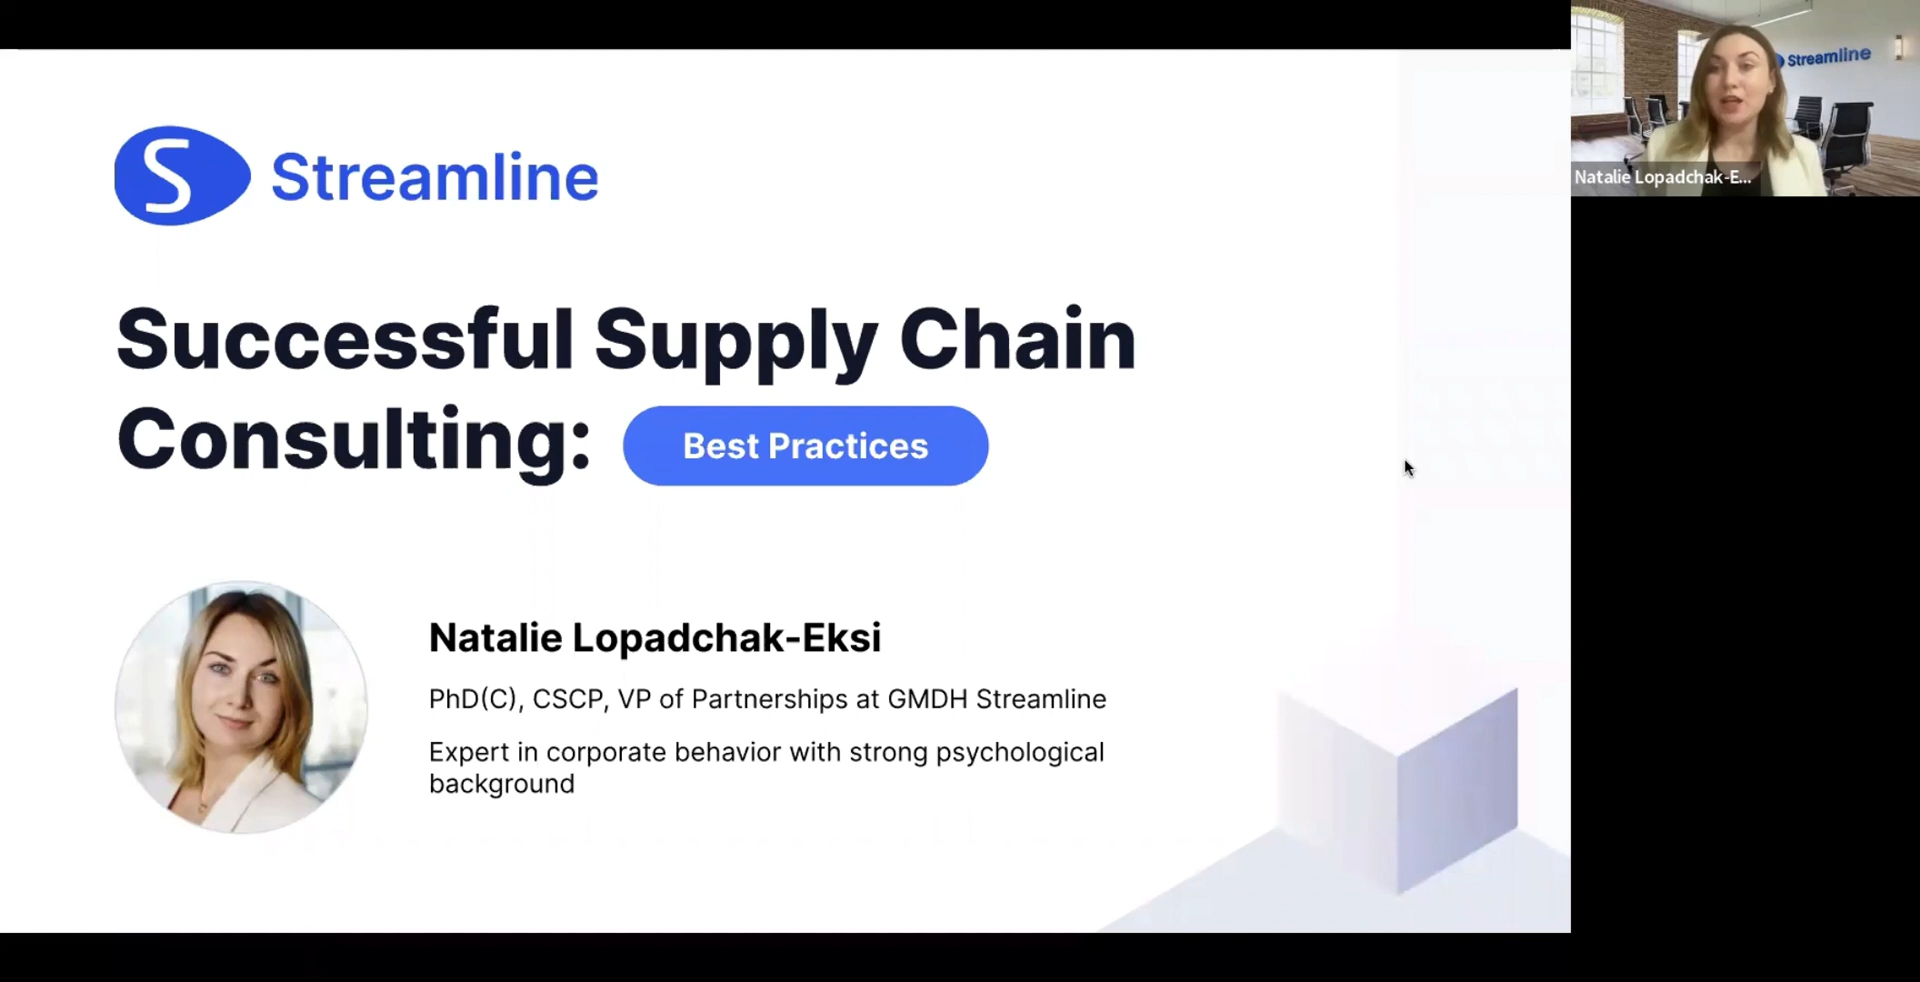 Streamline
Successful Supply Chain
Consulting: Best Practices
Natalie Lopadchak-Eksi
PhD(C), CSCP, VP of Partnerships at GMDH Streamline
Expert in corporate behavior with strong psychological
background
Streamline
Natalie Lopadchak-E...